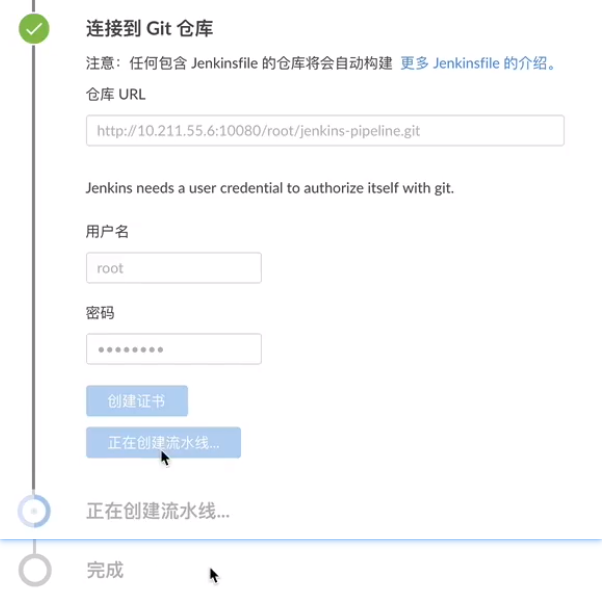 连接到 Git 仓库
注意：任何包含 Jenkinsfile 的仓库将会自动构建 更多 Jenkinsfile 的介绍。
仓库 URL
http://10.211.55.6:10080/root/jenkins-pipeline.git
Jenkins needs a user credential to authorize itself with git.
用户名
root
密码
••••••••
创建证书
正在创建流水线...
正在创建流水线...
完成